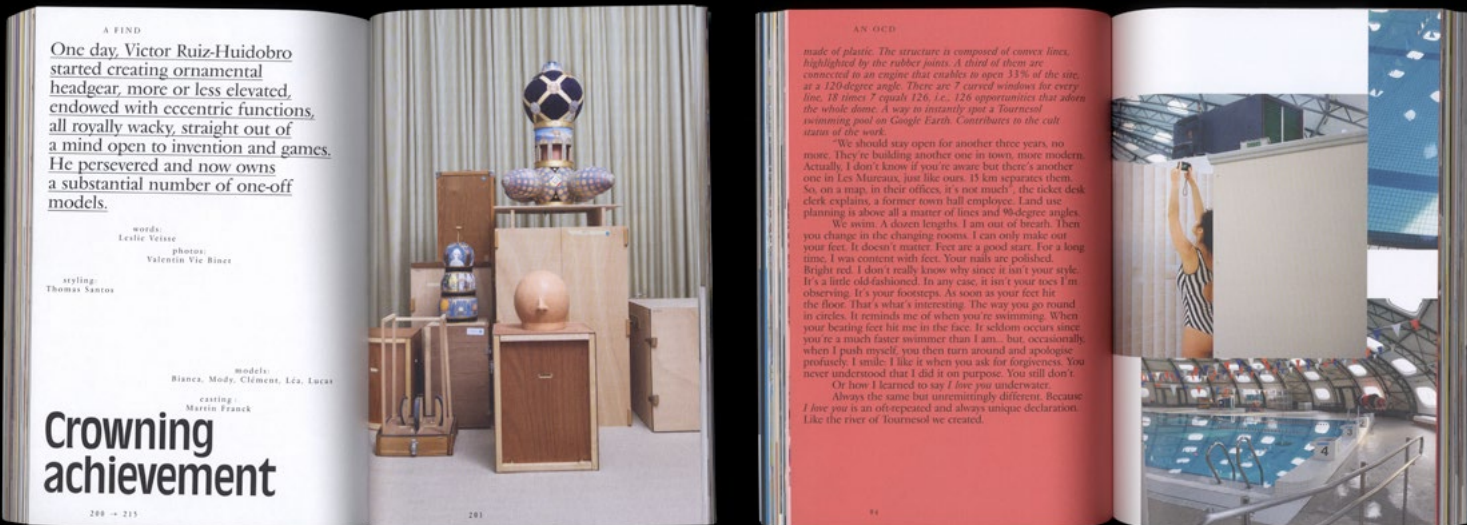 A FIND
One day, Victor Ruiz-Huidobro
started creating ornamental
headgear, more or less elevated,
endowed with eccentric functions,
all royally wacky, straight out of
a mind open to invention and games.
He persevered and now owns
a substantial number of one-off
models.
words:
Leslie Veisse
photos:
Valentin Vie Binet
styling:
Thomas Santos
models:
Bianca, Mody, Clément, Léa, Lucas
casting:
Martin Franck
Crowning
achievement
200 → 215
201
AN OCD
made of plastic. The structure is composed of convex lines,
highlighted by the rubber joints. A third of them are
connected to an engine that enables to open 33% of the site,
at a 120-degree angle. There are 7 curved windows for every
line, 18 times 7 equals 126, i.e., 126 opportunities that adorn
the whole dome. A way to instantly spot a Tournesol
swimming pool on Google Earth. Contributes to the cult
status of the work.
"We should stay open for another three years, no
more. They're building another one in town, more modern.
Actually, I don't know if you're aware but there's another
one in Les Mureaux, just like ours. 15 km separates them.
So, on a map, in their offices, it's not much", the ticket desk
clerk explains, a former town hall employee. Land use
planning is above all a matter of lines and 90-degree angles.
We swim. A dozen lengths. I am out of breath. Then
you change in the changing rooms. I can only make out
your feet. It doesn't matter. Feet are a good start. For a long
time, I was content with feet. Your nails are polished.
Bright red. I don't really know why since it isn't your style.
It's a little old-fashioned. In any case, it isn't your toes I'm
observing. It's your footsteps. As soon as your feet hit
the floor. That's what's interesting. The way you go round
in circles. It reminds me of when you're swimming. When
your beating feet hit me in the face. It seldom occurs since
you're a much faster swimmer than I am... but, occasionally,
when I push myself, you then turn around and apologise
profusely. I smile. I like it when you ask for forgiveness. You
never understood that I did it on purpose. You still don't.
Or how I learned to say I love you underwater.
Always the same but unremittingly different. Because
I love you is an oft-repeated and always unique declaration.
Like the river of Tournesol we created.
4